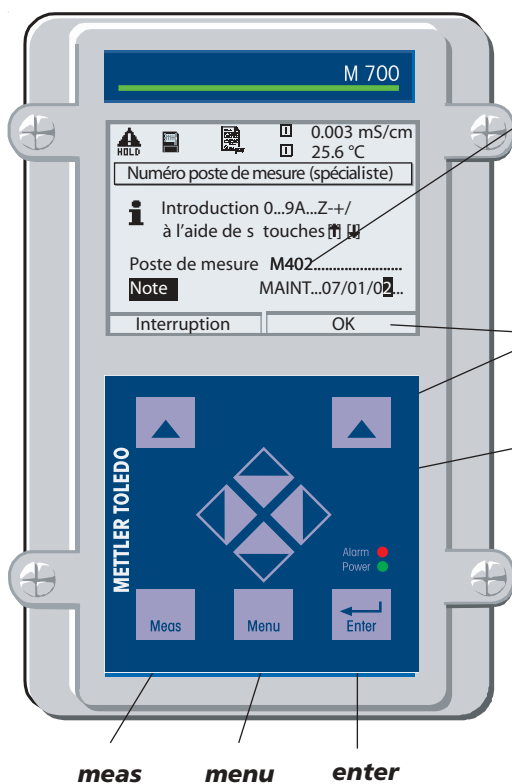 M 700
HOLD
0.003 mS/cm
25.6 °C
Numéro poste de mesure (spécialiste)
Introduction 0...9A...Z-+/
à l'aide de s touches [↑] [↓]
Poste de mesure M402......................
Note MAINT...07/01/02...
Interruption OK
METTLER TOLEDO
Alarm
Power
Meas Menu Enter
meas menu enter